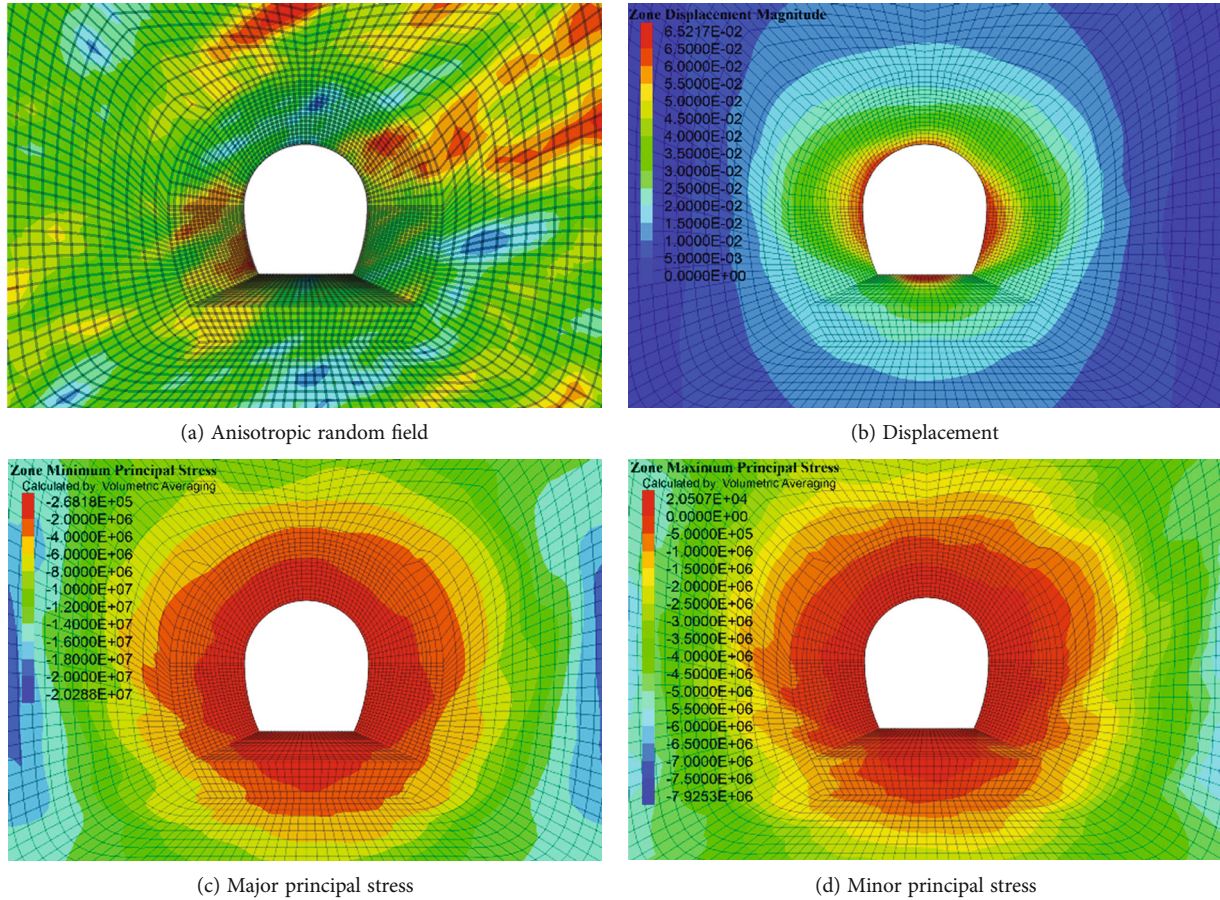 (a) Anisotropic random field
Zone Displacement Magnitude
6.5217E-02
6.5000E-02
6.0000E-02
5.5000E-02
5.0000E-02
4.5000E-02
4.0000E-02
3.5000E-02
3.0000E-02
2.5000E-02
2.0000E-02
1.5000E-02
1.0000E-02
5.0000E-03
0.0000E+00
(b) Displacement
Zone Minimum Principal Stress
Calculated by Volumetric Averaging
-2.6818E+05
-2.0000E+06
-4.0000E+06
-6.0000E+06
-8.0000E+06
-1.0000E+07
-1.2000E+07
-1.4000E+07
-1.6000E+07
-1.8000E+07
-2.0000E+07
-2.0288E+07
(c) Major principal stress
Zone Maximum Principal Stress
Calculated by Volumetric Averaging
2.0507E+04
0.0000E+00
-5.0000E+05
-1.0000E+06
-1.5000E+06
-2.0000E+06
-2.5000E+06
-3.0000E+06
-3.5000E+06
-4.0000E+06
-4.5000E+06
-5.0000E+06
-5.5000E+06
-6.0000E+06
-6.5000E+06
-7.0000E+06
-7.5000E+06
-7.9253E+06
(d) Minor principal stress